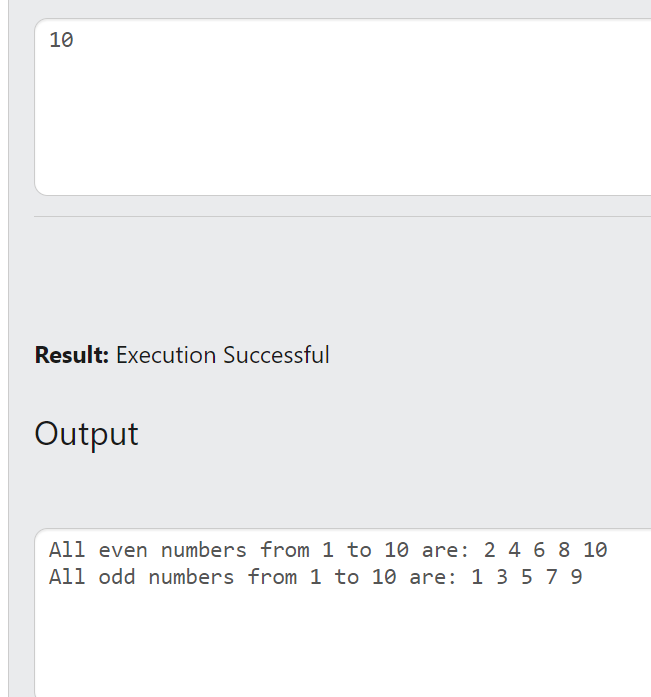 10
Result: Execution Successful
Output
All even numbers from 1 to 10 are: 2 4 6 8 10
All odd numbers from 1 to 10 are: 1 3 5 7 9